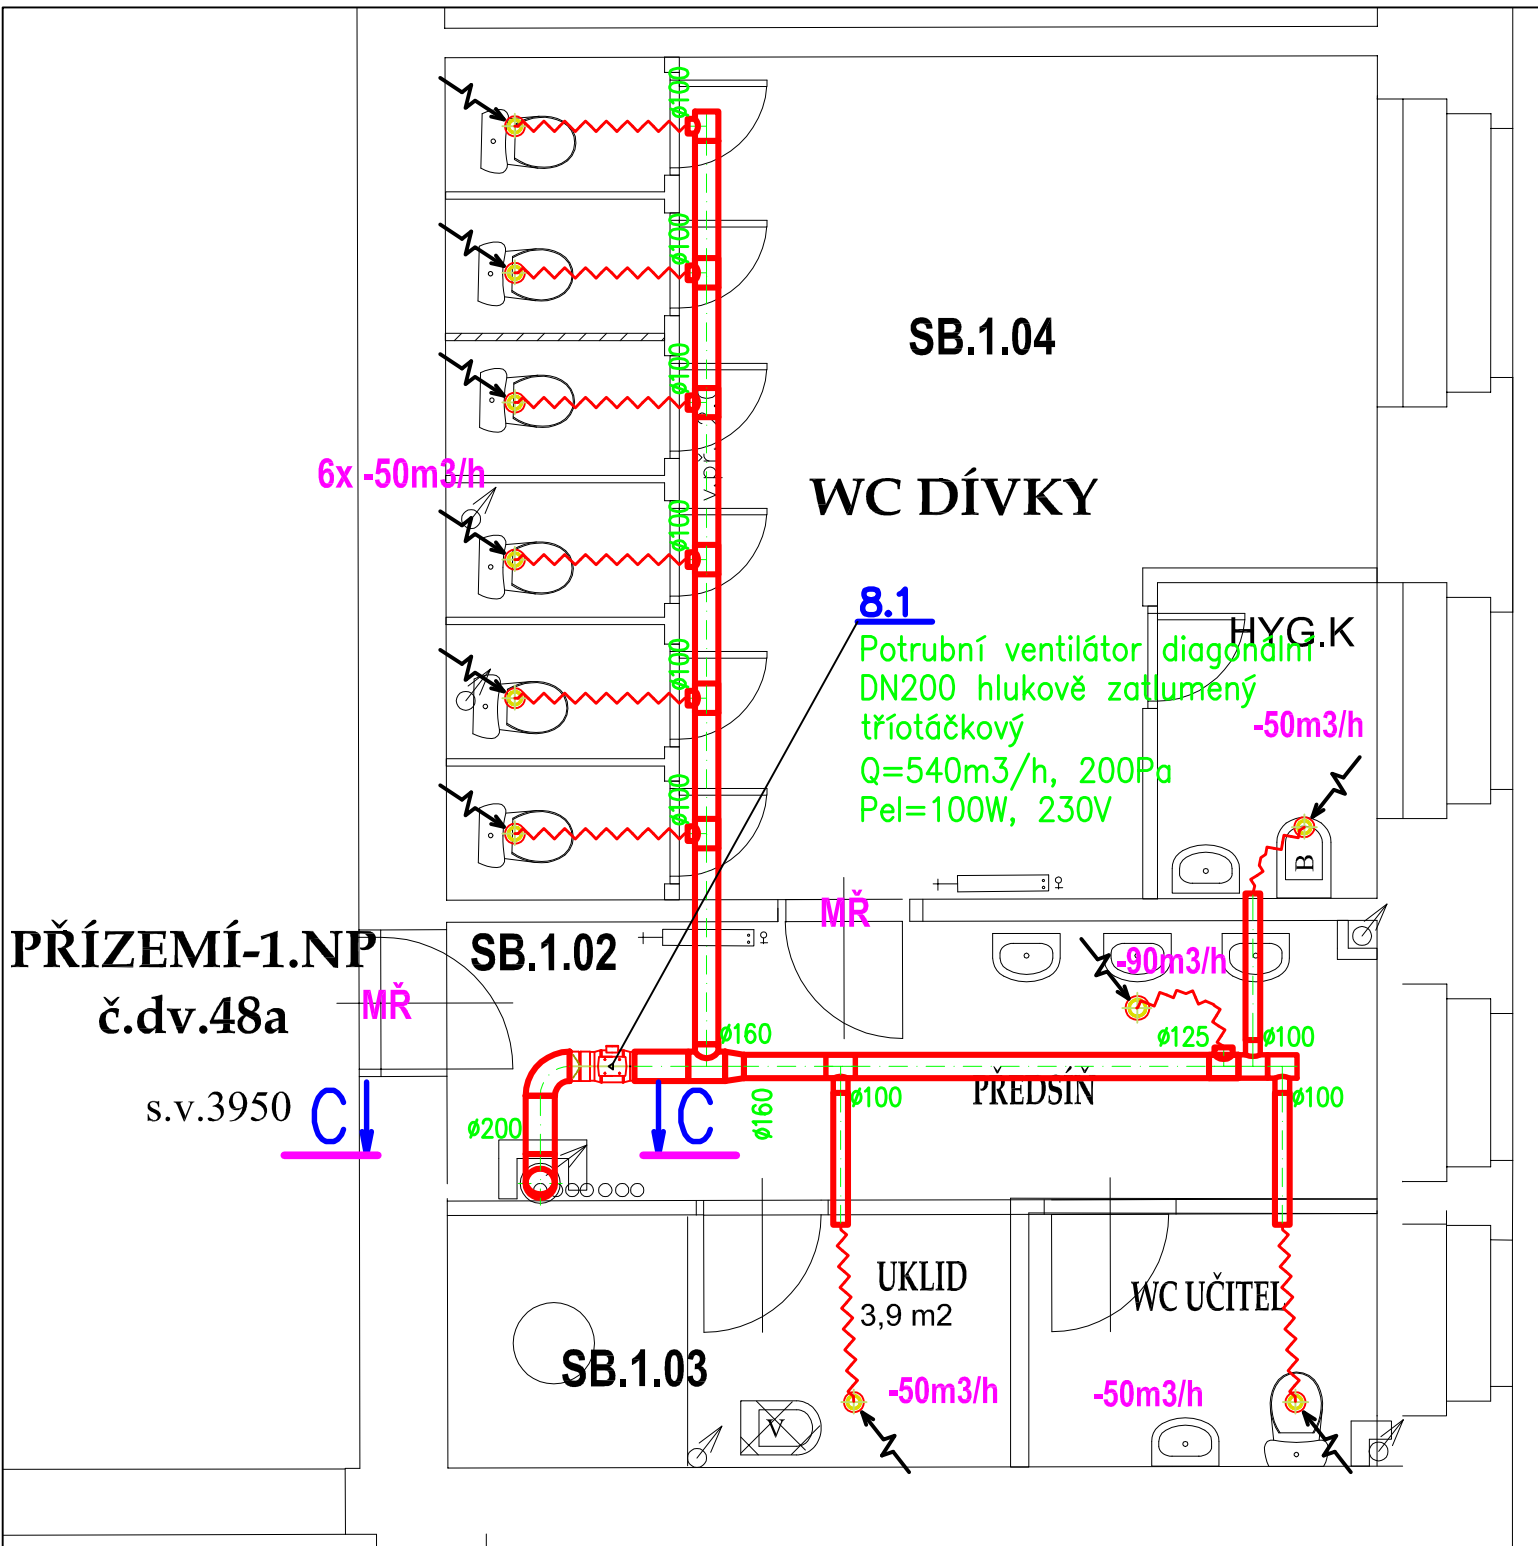 ø100
ø100
SB.1.04
ø100
6x -50m3/h
WC DÍVKY
ø100
8.1
HYG.K
Potrubní ventilátor diagonální
DN200 hlukově zatlumený
tříotáčkový
Q=540m3/h, 200Pa
Pel=100W, 230V
-50m3/h
ø100
ø100
B
MŘ
PŘÍZEMÍ-1.NP
č.dv.48a
SB.1.02
-90m3/h
MŘ
ø160
ø125
ø100
s.v.3950
C
C
ø200
ø160
ø100
PŘEDSÍŇ
ø100
UKLID
3,9 m2
WC UČITEL
SB.1.03
-50m3/h
-50m3/h
V